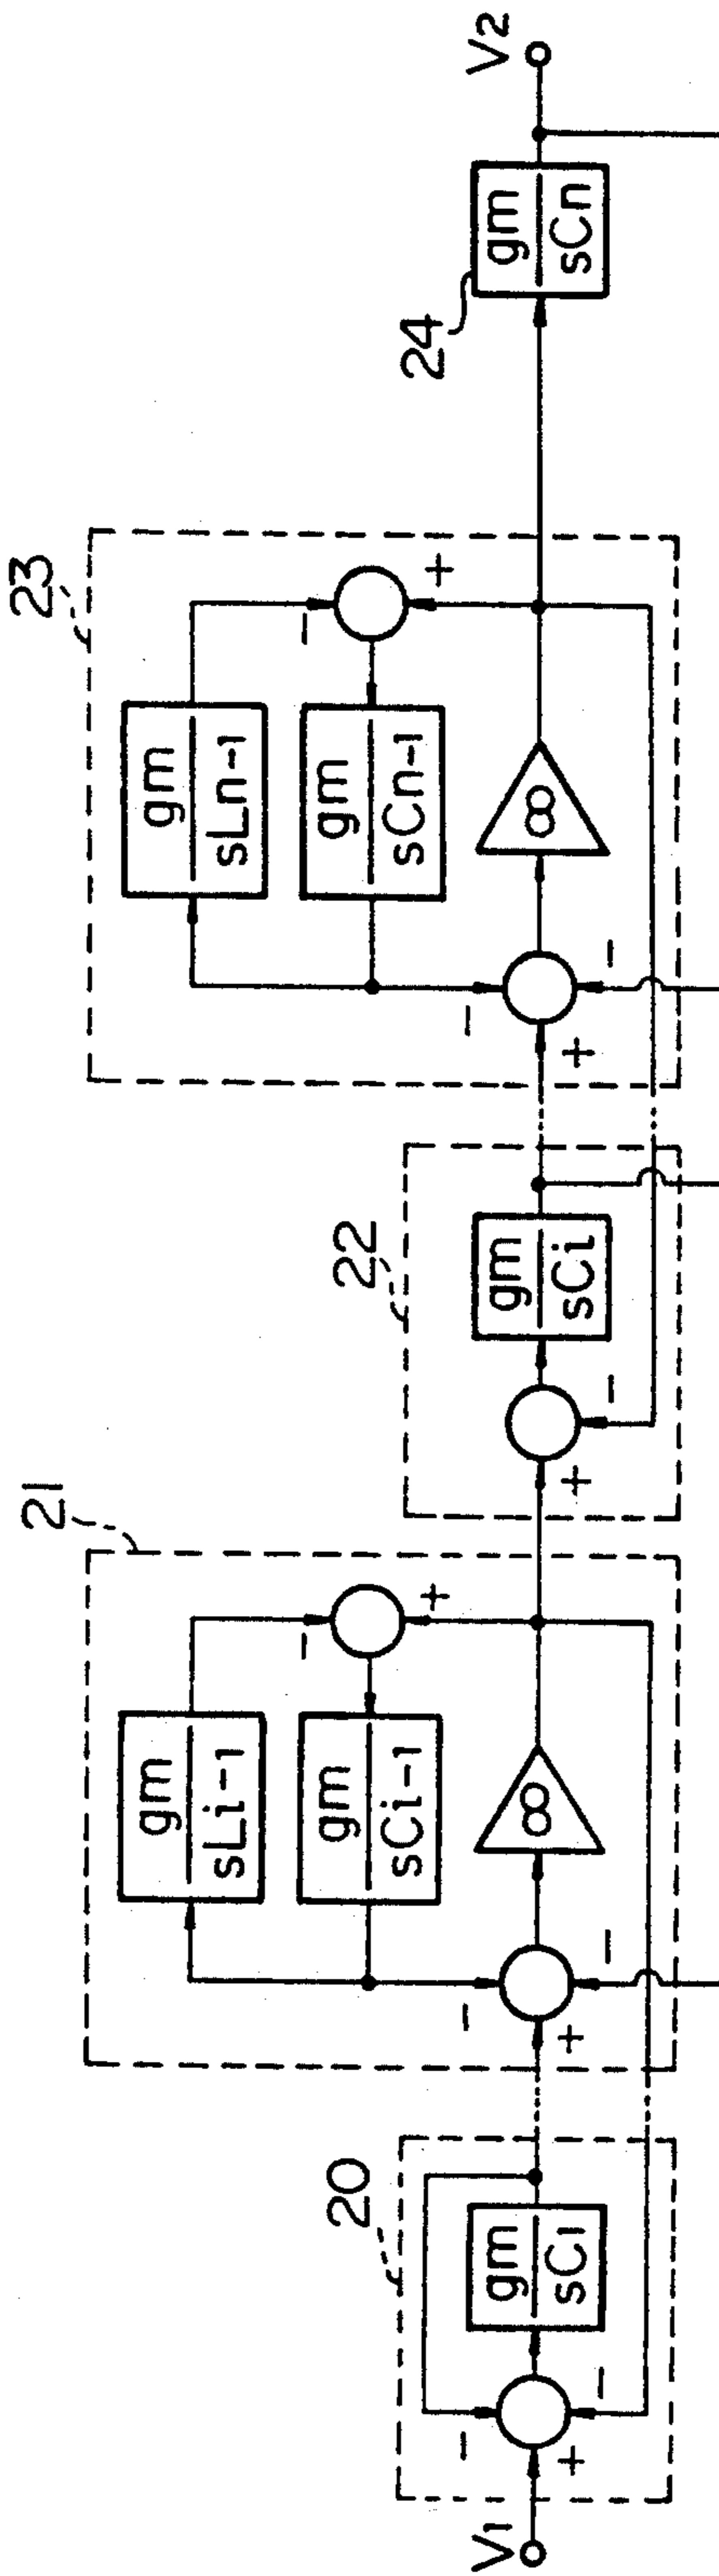 20
21
22
23
24
V1
gm
sC1
gm
sLi-1
gm
sCi-1
∞
gm
sCi
gm
sLn-1
gm
sCn-1
∞
gm
sCn
V2
+
-
-
+
-
-
+
-
+
-
+
-
-
+
-